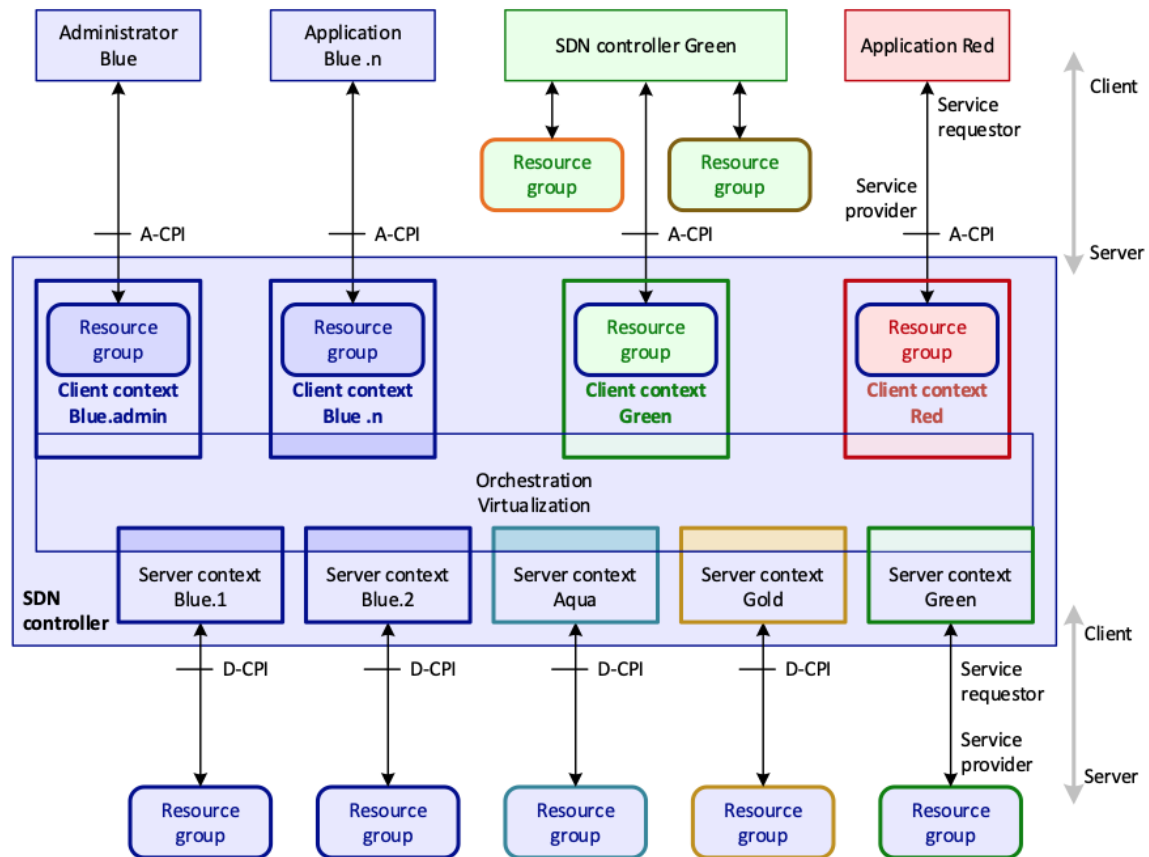 Administrator
Blue
Application
Blue .n
SDN controller Green
Application Red
Client
Service
requestor
Resource
group
Resource
group
Service
provider
A-CPI
A-CPI
A-CPI
A-CPI
Server
Resource
group
Client context
Blue.admin
Resource
group
Client context
Blue .n
Resource
group
Client context
Green
Resource
group
Client context
Red
Orchestration
Virtualization
SDN
controller
Server context
Blue.1
Server context
Blue.2
Server context
Aqua
Server context
Gold
Server context
Green
Client
D-CPI
D-CPI
D-CPI
D-CPI
Service
requestor
Service
provider
Server
Resource
group
Resource
group
Resource
group
Resource
group
Resource
group